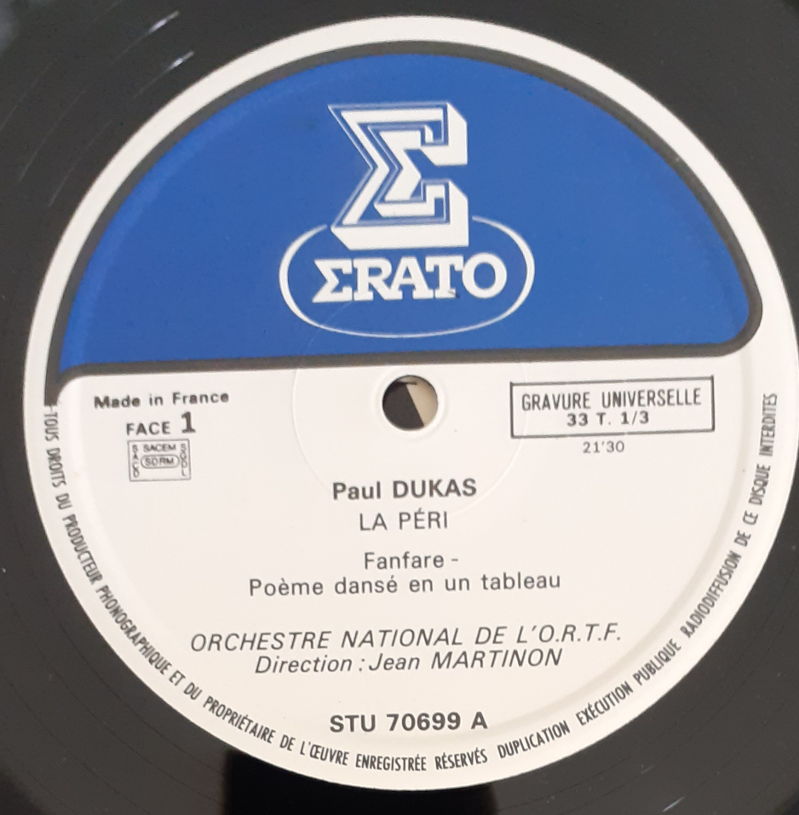 Σ
ΣRATO
Made in France
FACE 1
SACEM
SACD SDRM SGDL
GRAVURE UNIVERSELLE
33 T. 1/3
21'30
Paul DUKAS
LA PÉRI
Fanfare -
Poème dansé en un tableau
ORCHESTRE NATIONAL DE L'O.R.T.F.
Direction : Jean MARTINON
STU 70699 A
TOUS DROITS DU PRODUCTEUR PHONOGRAPHIQUE ET DU PROPRIÉTAIRE DE L'ŒUVRE ENREGISTRÉE RÉSERVÉS DUPLICATION EXÉCUTION PUBLIQUE RADIODIFFUSION DE CE DISQUE INTERDITES